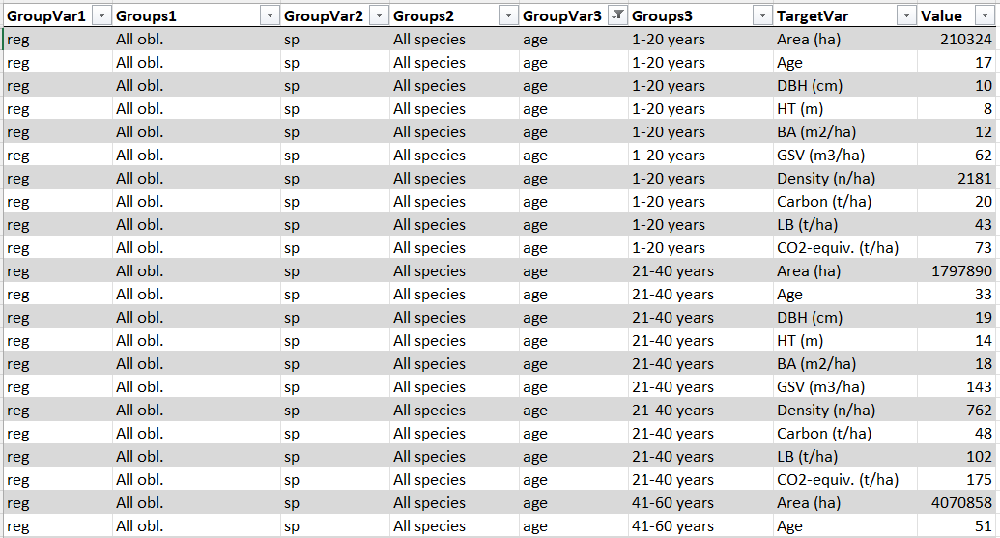 GroupVar1 Groups1 GroupVar2 Groups2 GroupVar3 Groups3 TargetVar Value
reg All obl. sp All species age 1-20 years Area (ha) 210324
reg All obl. sp All species age 1-20 years Age 17
reg All obl. sp All species age 1-20 years DBH (cm) 10
reg All obl. sp All species age 1-20 years HT (m) 8
reg All obl. sp All species age 1-20 years BA (m2/ha) 12
reg All obl. sp All species age 1-20 years GSV (m3/ha) 62
reg All obl. sp All species age 1-20 years Density (n/ha) 2181
reg All obl. sp All species age 1-20 years Carbon (t/ha) 20
reg All obl. sp All species age 1-20 years LB (t/ha) 43
reg All obl. sp All species age 1-20 years CO2-equiv. (t/ha) 73
reg All obl. sp All species age 21-40 years Area (ha) 1797890
reg All obl. sp All species age 21-40 years Age 33
reg All obl. sp All species age 21-40 years DBH (cm) 19
reg All obl. sp All species age 21-40 years HT (m) 14
reg All obl. sp All species age 21-40 years BA (m2/ha) 18
reg All obl. sp All species age 21-40 years GSV (m3/ha) 143
reg All obl. sp All species age 21-40 years Density (n/ha) 762
reg All obl. sp All species age 21-40 years Carbon (t/ha) 48
reg All obl. sp All species age 21-40 years LB (t/ha) 102
reg All obl. sp All species age 21-40 years CO2-equiv. (t/ha) 175
reg All obl. sp All species age 41-60 years Area (ha) 4070858
reg All obl. sp All species age 41-60 years Age 51